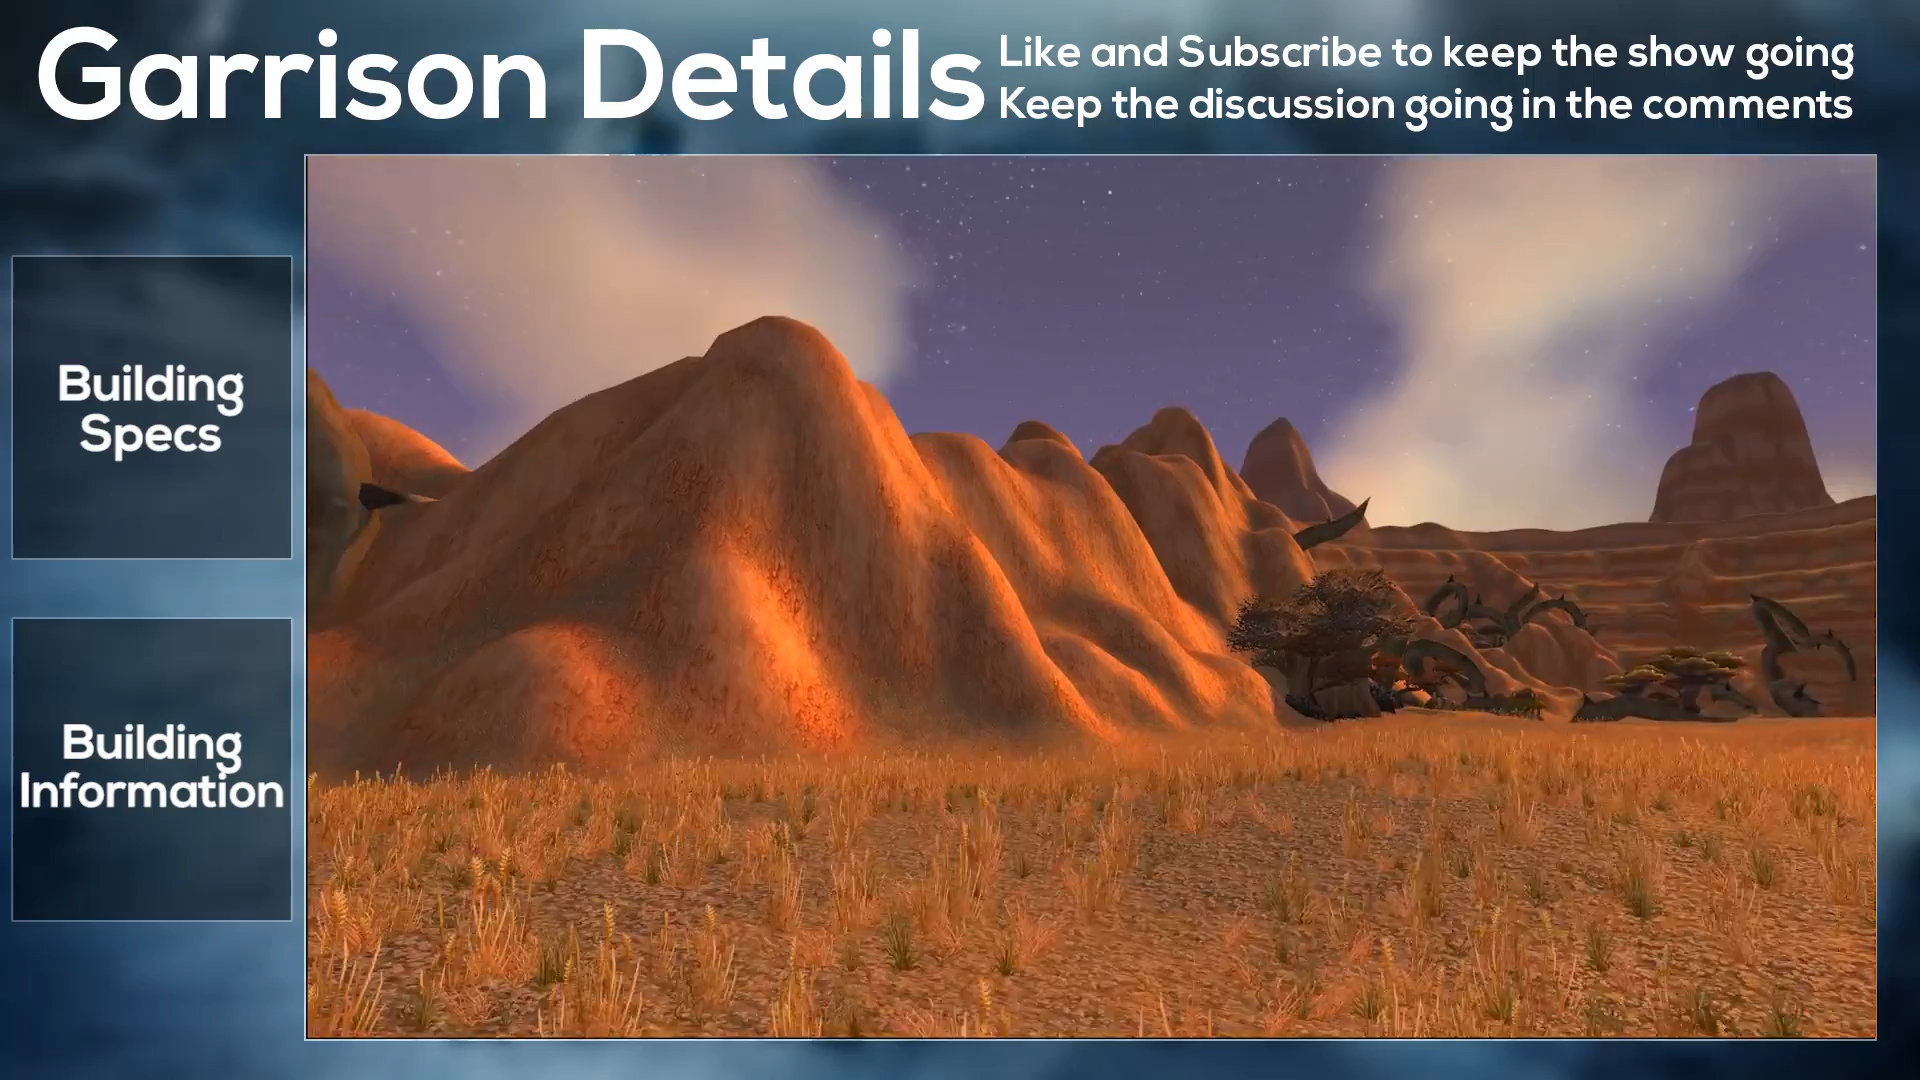 Garrison Details
Like and Subscribe to keep the show going
Keep the discussion going in the comments
Building
Specs
Building
Information